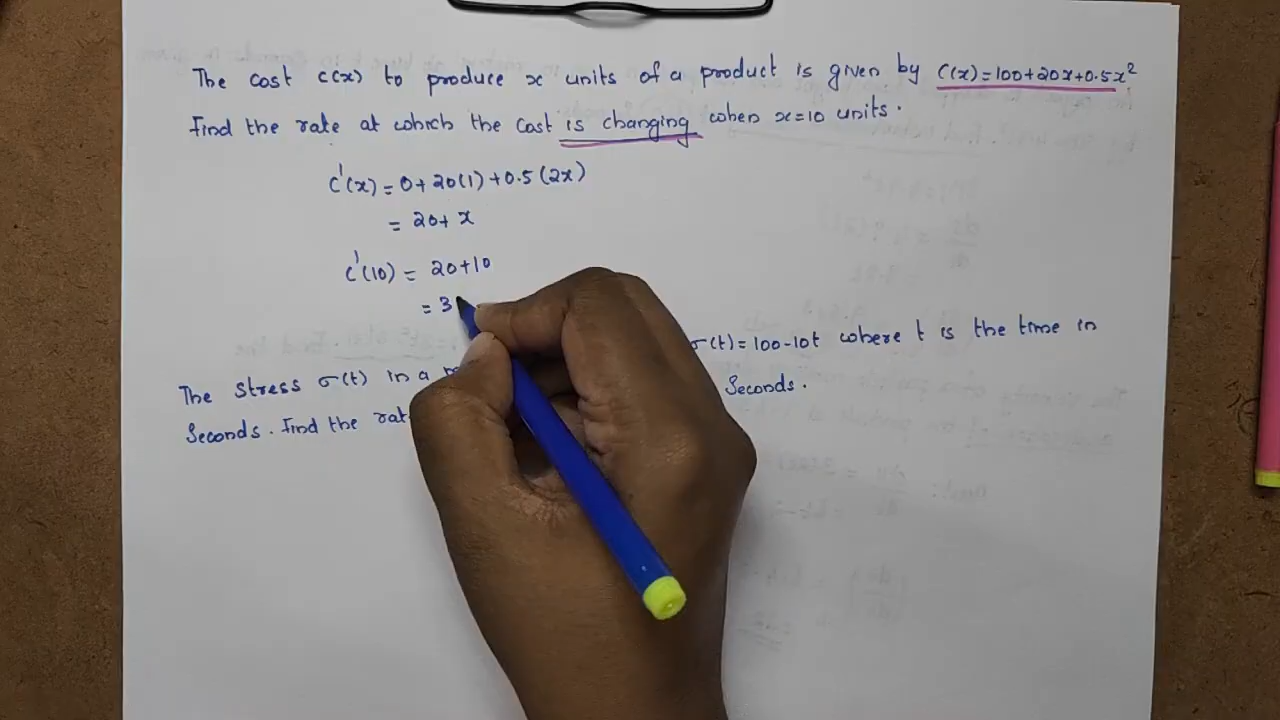 The cost C(x) to produce x units of a product is given by C(x)=100+20x+0.5x²
Find the rate at which the cost is changing when x=10 units.
C'(x) = 0+20(1)+0.5(2x)
= 20+x
C'(10) = 20+10
= 3
The stress σ(t) in a σ(t)=100-10t where t is the time in
Seconds. Find the Seconds.